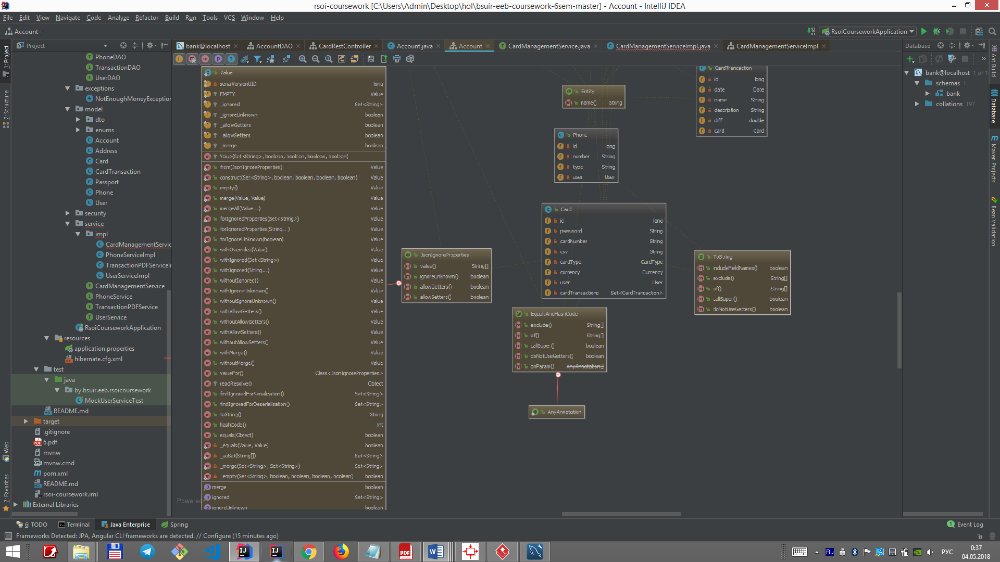 rsoi-coursework [C:\Users\Admin\Desktop\hol\bsuir-eeb-coursework-6sem-master] - Account - IntelliJ IDEA
File Edit View Navigate Code Analyze Refactor Build Run Tools VCS Window Help
Account
RsoiCourseworkApplication
Project
bank@localhost
AccountDAO
CardRestController
Account.java
Account
CardManagementService.java
CardManagementServiceImpl.java
CardManagementServiceImpl
Database
1: Project
7: Structure
Web
2: Favorites
PhoneDAO
TransactionDAO
UserDAO
exceptions
NotEnoughMoneyException
model
dto
enums
Account
Address
Card
CardTransaction
Passport
Phone
User
security
service
impl
CardManagementServic
PhoneServiceImpl
TransactionPDFServiceIr
UserServiceImpl
CardManagementService
PhoneService
TransactionPDFService
UserService
RsoiCourseworkApplication
resources
application.properties
hibernate.cfg.xml
test
java
by.bsuir.eeb.rsoicoursework
MockUserServiceTest
README.md
target
.gitignore
6.pdf
mvnw
mvnw.cmd
pom.xml
README.md
rsoi-coursework.iml
External Libraries
Value
serialVersionUID long
EMPTY Value
_ignored Set<String>
_ignoreUnknown boolean
_allowGetters boolean
_allowSetters boolean
_merge boolean
Value(Set<String>, boolean, boolean, boolean, boolean)
from(JsonIgnoreProperties) Value
construct(Set<String>, boolean, boolean, boolean, boolean) Value
empty() Value
merge(Value, Value) Value
mergeAll(Value...) Value
forIgnoredProperties(Set<String>) Value
forIgnoredProperties(String...) Value
forIgnoreUnknown(boolean) Value
withOverrides(Value) Value
withIgnored(Set<String>) Value
withIgnored(String...) Value
withoutIgnored() Value
withIgnoreUnknown() Value
withoutIgnoreUnknown() Value
withAllowGetters() Value
withoutAllowGetters() Value
withAllowSetters() Value
withoutAllowSetters() Value
withMerge() Value
withoutMerge() Value
valueFor() Class<JsonIgnoreProperties>
readResolve() Object
findIgnoredForSerialization() Set<String>
findIgnoredForDeserialization() Set<String>
toString() String
hashCode() int
equals(Object) boolean
_equals(Value, Value) boolean
_asSet(String[]) Set<String>
_merge(Set<String>, Set<String>) Set<String>
_empty(Set<String>, boolean, boolean, boolean, boolean) boolean
merge boolean
ignored Set<String>
ignoreUnknown boolean
Powered
JsonIgnoreProperties
value() String[]
ignoreUnknown() boolean
allowGetters() boolean
allowSetters() boolean
Entity
name() String
Phone
id long
number String
type String
user User
Card
id long
password String
cardNumber String
csv String
cardType CardType
currency Currency
user User
cardTransactions Set<CardTransaction>
EqualsAndHashCode
exclude() String[]
of() String[]
callSuper() boolean
doNotUseGetters() boolean
onParam() AnyAnnotation[]
AnyAnnotation
CardTransaction
id long
date Date
name String
description String
diff double
card Card
ToString
includeFieldNames() boolean
exclude() String[]
of() String[]
callSuper() boolean
doNotUseGetters() boolean
bank@localhost 1 of 1
schemas 1
bank
collations 197
Ant Build
Database
Maven Projects
Bean Validation
6: TODO
Terminal
Java Enterprise
Spring
1 Event Log
Frameworks Detected: JPA, Angular CLI frameworks are detected. // Configure (15 minutes ago)
Ru
РУС
0:37
04.05.2018